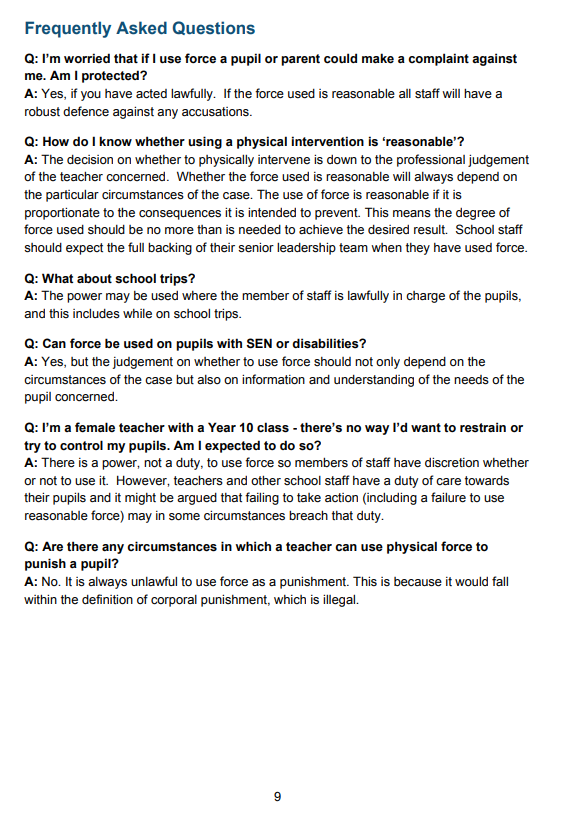 Frequently Asked Questions
Q: I’m worried that if I use force a pupil or parent could make a complaint against
me. Am I protected?
A: Yes, if you have acted lawfully.  If the force used is reasonable all staff will have a
robust defence against any accusations.
Q: How do I know whether using a physical intervention is ‘reasonable’?
A: The decision on whether to physically intervene is down to the professional judgement
of the teacher concerned.  Whether the force used is reasonable will always depend on
the particular circumstances of the case. The use of force is reasonable if it is
proportionate to the consequences it is intended to prevent. This means the degree of
force used should be no more than is needed to achieve the desired result.  School staff
should expect the full backing of their senior leadership team when they have used force.
Q: What about school trips?
A: The power may be used where the member of staff is lawfully in charge of the pupils,
and this includes while on school trips.
Q: Can force be used on pupils with SEN or disabilities?
A: Yes, but the judgement on whether to use force should not only depend on the
circumstances of the case but also on information and understanding of the needs of the
pupil concerned.
Q: I’m a female teacher with a Year 10 class - there’s no way I’d want to restrain or
try to control my pupils. Am I expected to do so?
A: There is a power, not a duty, to use force so members of staff have discretion whether
or not to use it.  However, teachers and other school staff have a duty of care towards
their pupils and it might be argued that failing to take action (including a failure to use
reasonable force) may in some circumstances breach that duty.
Q: Are there any circumstances in which a teacher can use physical force to
punish a pupil?
A: No. It is always unlawful to use force as a punishment. This is because it would fall
within the definition of corporal punishment, which is illegal.
9